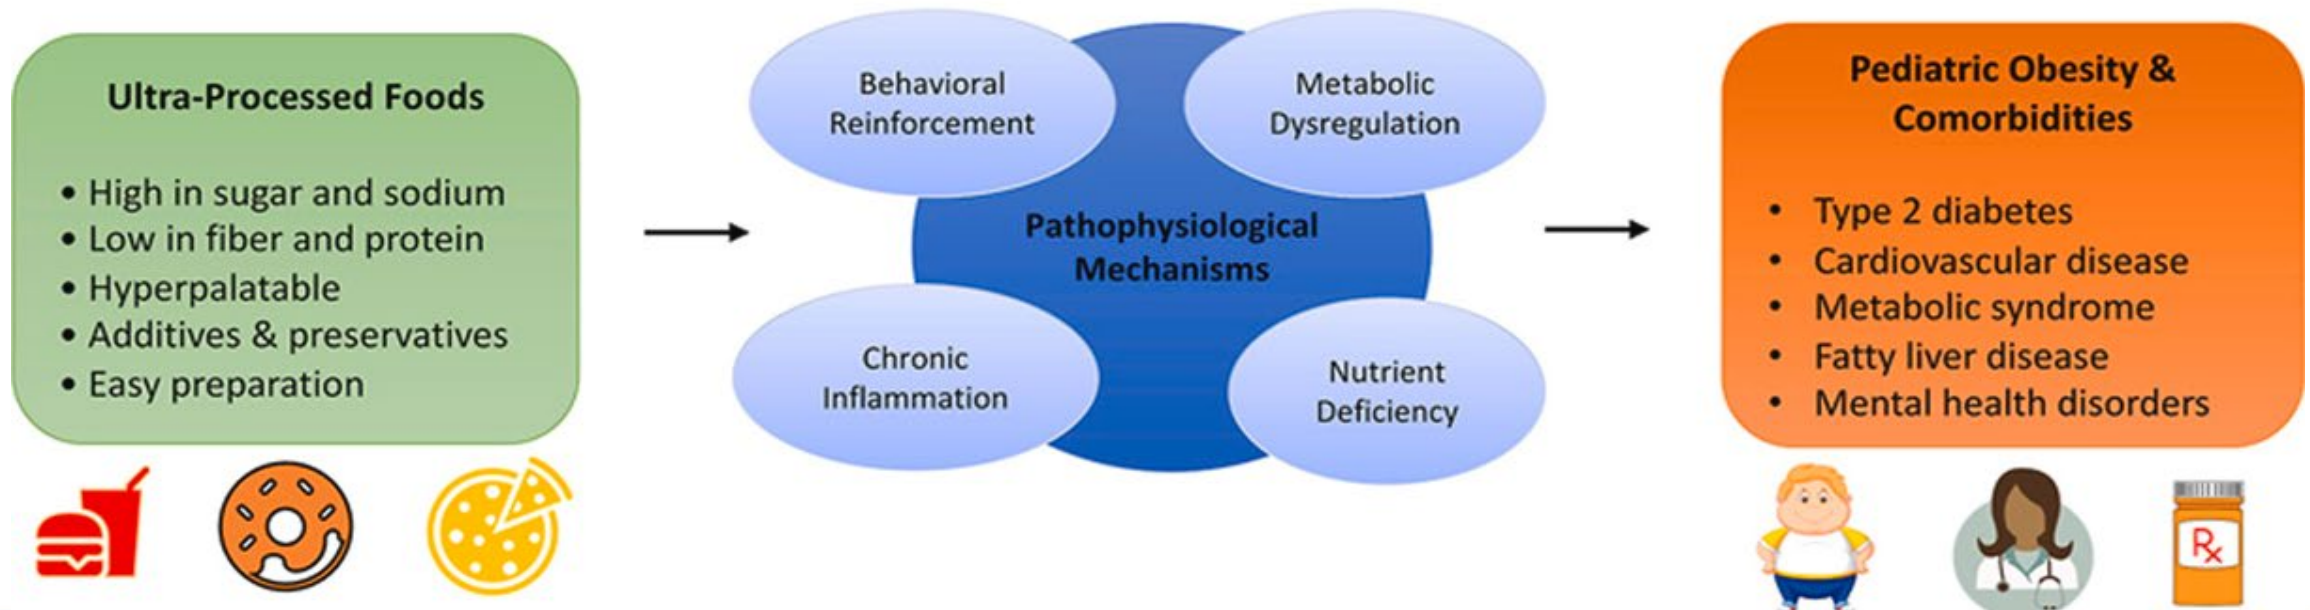 Ultra-Processed Foods
• High in sugar and sodium
• Low in fiber and protein
• Hyperpalatable
• Additives & preservatives
• Easy preparation
Behavioral
Reinforcement
Metabolic
Dysregulation
Pathophysiological
Mechanisms
Chronic
Inflammation
Nutrient
Deficiency
Pediatric Obesity &
Comorbidities
• Type 2 diabetes
• Cardiovascular disease
• Metabolic syndrome
• Fatty liver disease
• Mental health disorders
Rx